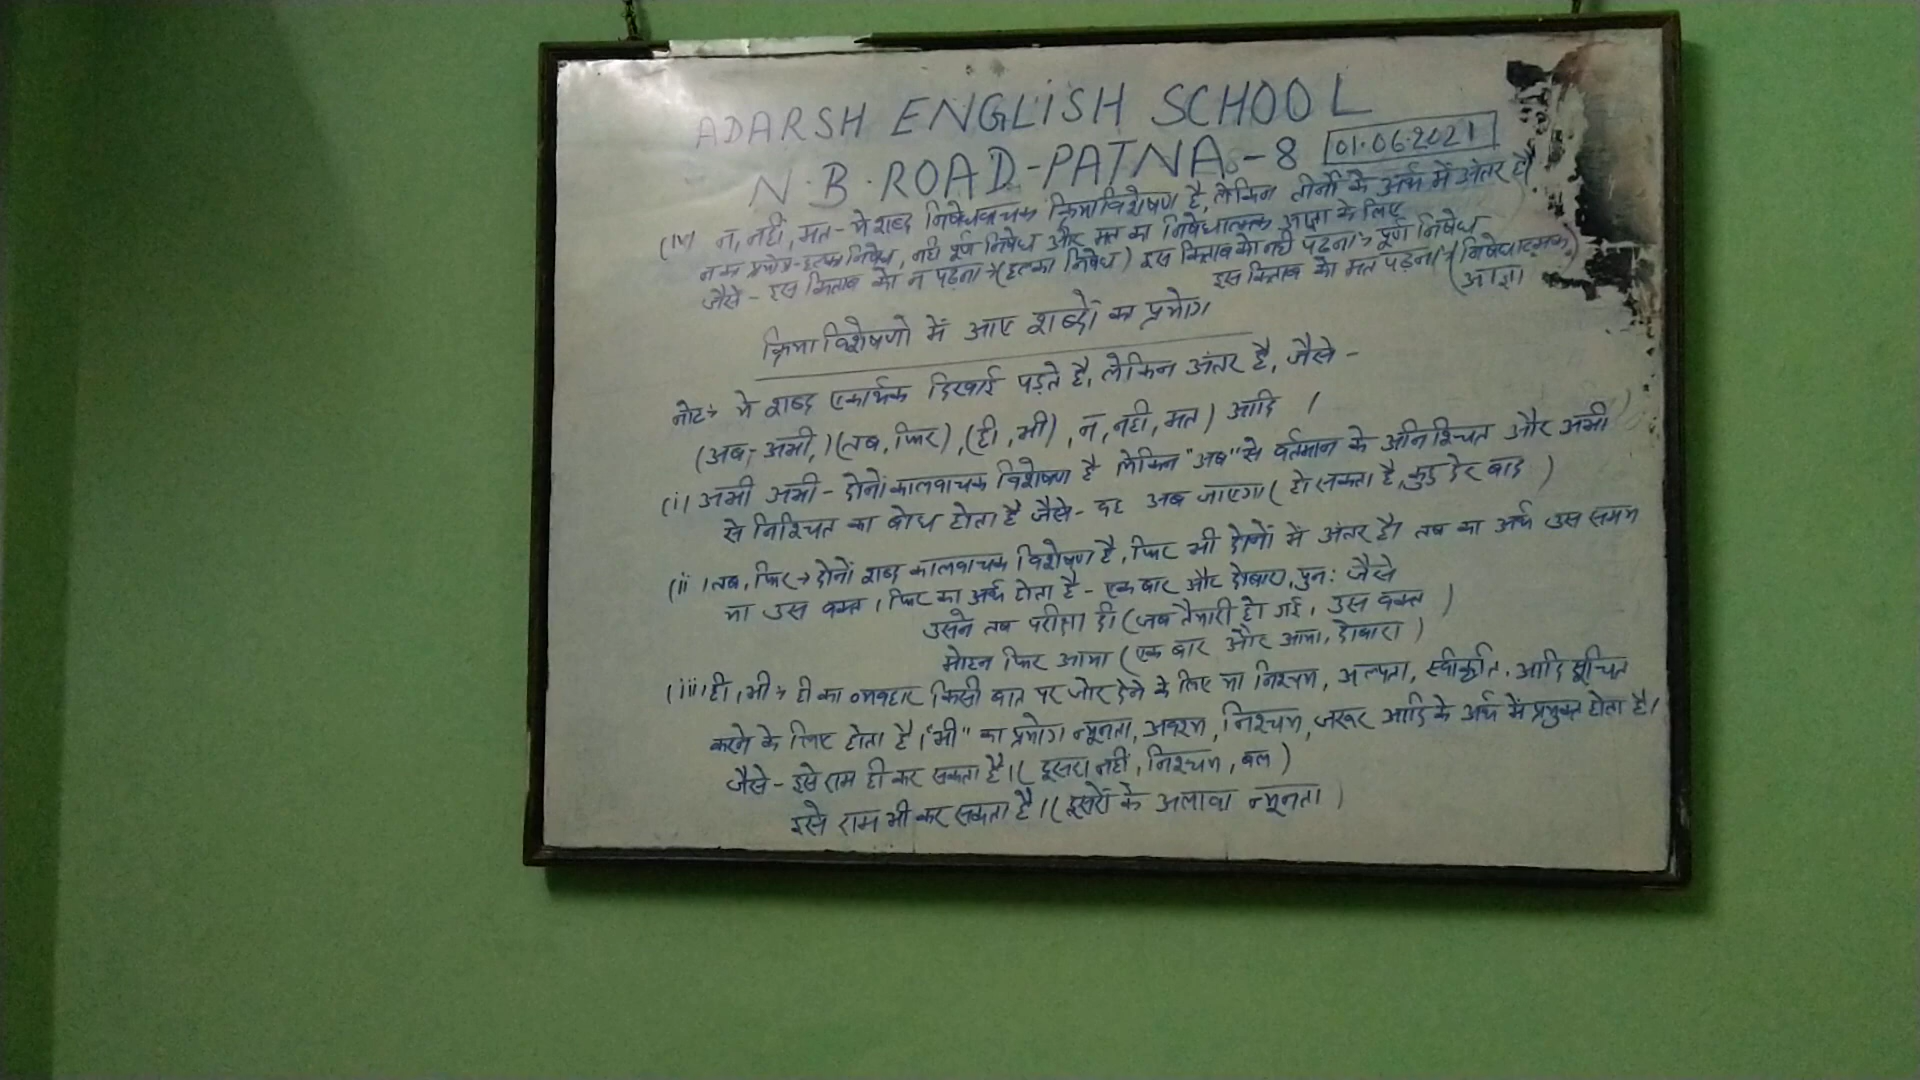 ADARSH ENGLISH SCHOOL
N.B.ROAD-PATNA-8 01.06.2021
(iv) न, नहीं, मत- ये शब्द निषेधवाचक क्रियाविशेषण है, लेकिन तीनों के अर्थ में अंतर है।
न का प्रयोग-हल्का निषेध, नहीं पूर्ण निषेध और मत का निषेधात्मक आज्ञा के लिए
जैसे- इस किताब को न पढ़ना→(हल्का निषेध) इस किताब को नहीं पढ़ना→ पूर्ण निषेध
इस किताब को मत पढ़ना→(निषेधात्मक
आज्ञा)
क्रियाविशेषणो में आए शब्दों का प्रयोग
नोट→ ये शब्द एकार्थक दिखाई पड़ते है, लेकिन अंतर है, जैसे-
(अब,-अभी,)(तब,फिर),(ही,भी),न,नहीं,मत) आदि।
(i) अभी अभी-दोनों कालवाचक विशेषण है लेकिन "अब" से वर्तमान के अनिश्चित और अभी
से निश्चित का बोध होता है जैसे- वह अब जाएगा (हो सकता है, कुछ देर बाद)
(ii) तब, फिर→दोनों शब्द कालवाचक विशेषण है, फिर भी दोनों में अंतर है। तब का अर्थ उस समय
या उस वक्त। फिर का अर्थ होता है- एक बार और दोबारा, पुन: जैसे
उसने तब परीक्षा दी (जब तैयारी हो गई, उस वक्त)
मोहन फिर आया (एक बार और आया, दोबारा)
(iii) ही, भी→ ही का व्यवहार किसी बात पर जोर देने के लिए या निश्चय, अल्पता, स्वीकृति. आदि सूचित
करने के लिए होता है। "भी" का प्रयोग न्यूनता, अवश्य, निश्चय, जरूर आदि के अर्थ में प्रयुक्त होता है।
जैसे- इसे राम ही कर सकता है। (दूसरा नहीं, निश्चय, बल)
इसे राम भी कर सकता है। (दूसरों के अलावा न्यूनता)